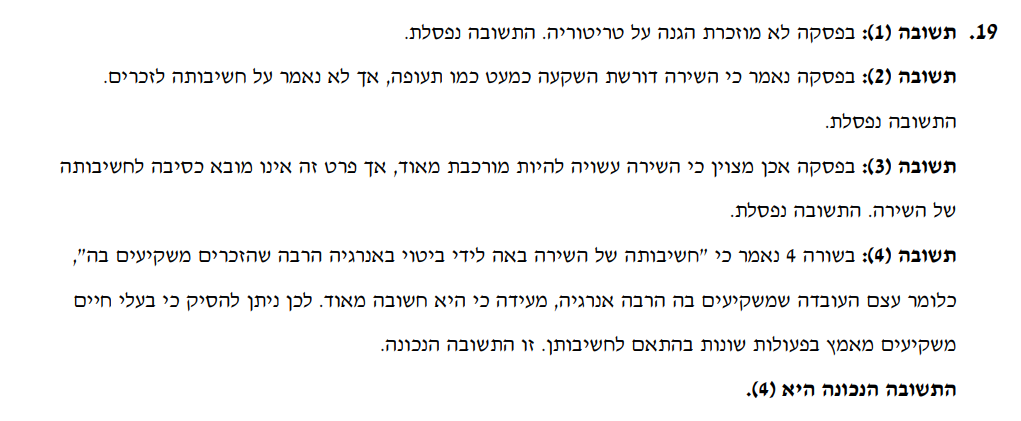 19. תשובה (1): בפסקה לא מוזכרת הגנה על טריטוריה. התשובה נפסלת.
תשובה (2): בפסקה נאמר כי השירה דורשת השקעה כמעט כמו תעופה, אך לא נאמר על חשיבותה לזכרים.
התשובה נפסלת.
תשובה (3): בפסקה אכן מצוין כי השירה עשויה להיות מורכבת מאוד, אך פרט זה אינו מובא כסיבה לחשיבותה
של השירה. התשובה נפסלת.
תשובה (4): בשורה 4 נאמר כי "חשיבותה של השירה באה לידי ביטוי באנרגיה הרבה שהזכרים משקיעים בה",
כלומר עצם העובדה שמשקיעים בה הרבה אנרגיה, מעידה כי היא חשובה מאוד. לכן ניתן להסיק כי בעלי חיים
משקיעים מאמץ בפעולות שונות בהתאם לחשיבותן. זו התשובה הנכונה.
התשובה הנכונה היא (4).